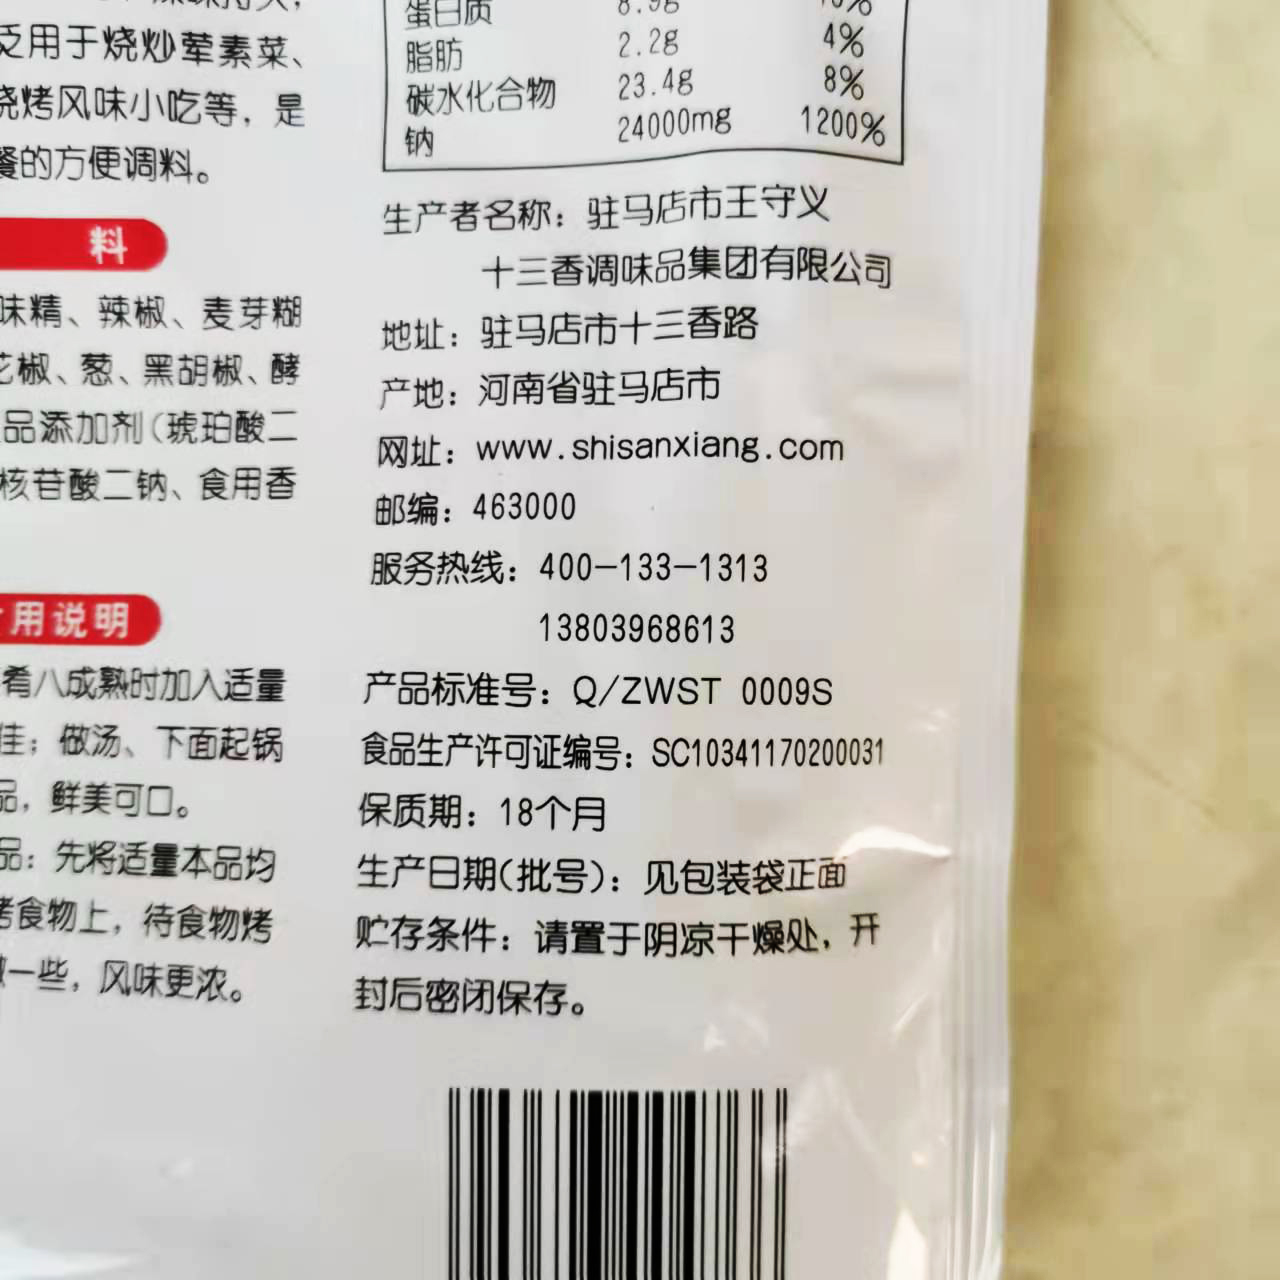 泛用于烧炒荤素菜、
烧烤风味小吃等，是
餐的方便调料。
料
味精、辣椒、麦芽糊
花椒、葱、黑胡椒、酵
品添加剂（琥珀酸二
核苷酸二钠、食用香
用说明
肴八成熟时加入适量
佳；做汤、下面起锅
品，鲜美可口。
品：先将适量本品均
烤食物上，待食物烤
一些，风味更浓。
蛋白质 8.9g
脂肪 2.2g 4%
碳水化合物 23.4g 8%
钠 24000mg 1200%
生产者名称：驻马店市王守义
十三香调味品集团有限公司
地址：驻马店市十三香路
产地：河南省驻马店市
网址：www.shisanxiang.com
邮编：463000
服务热线：400-133-1313
13803968613
产品标准号：Q/ZWST 0009S
食品生产许可证编号：SC10341170200031
保质期：18个月
生产日期(批号)：见包装袋正面
贮存条件：请置于阴凉干燥处，开
封后密闭保存。